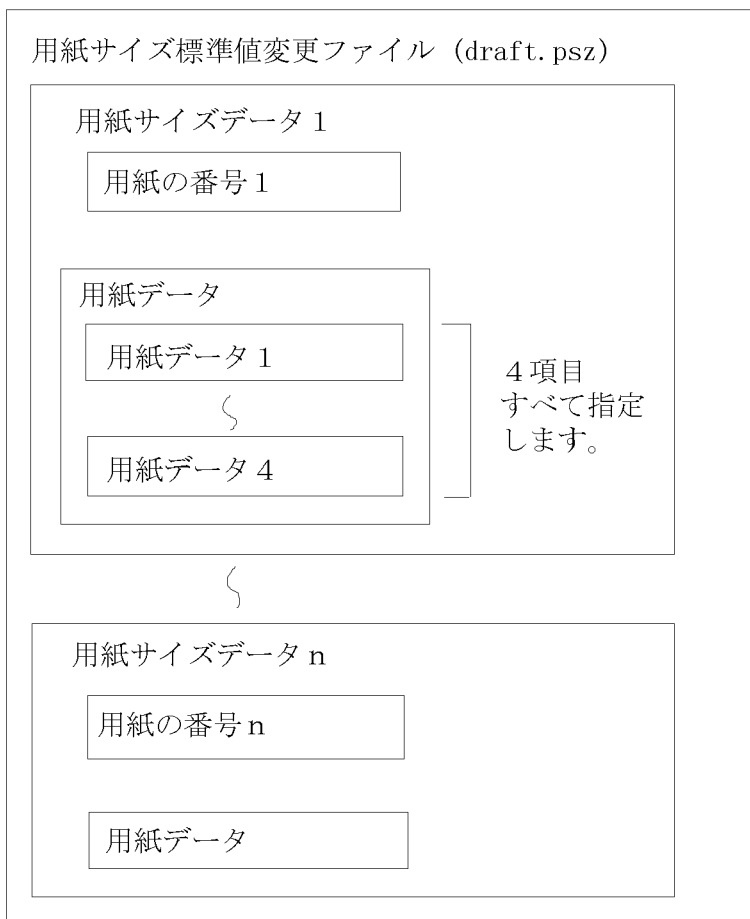 用紙サイズ標準値変更ファイル (draft.psz)
用紙サイズデータ１
用紙の番号１
用紙データ
用紙データ１
用紙データ４
４項目
すべて指定
します。
用紙サイズデータｎ
用紙の番号ｎ
用紙データ